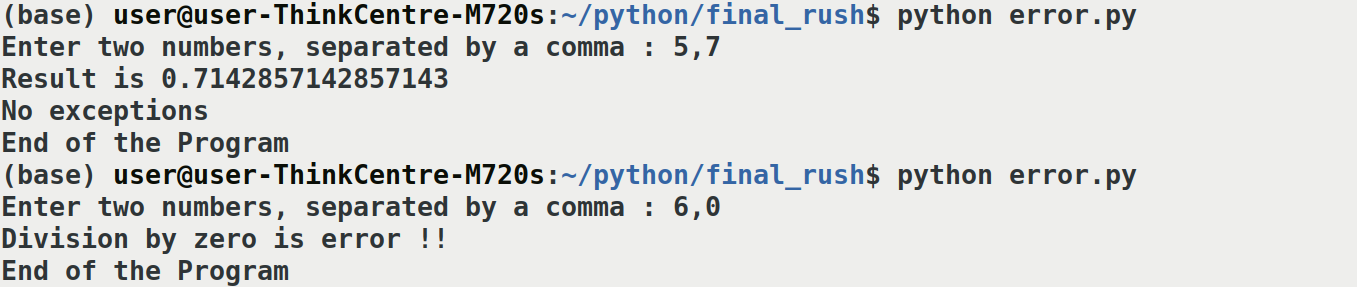 (base) user@user-ThinkCentre-M720s:~/python/final_rush$ python error.py
Enter two numbers, separated by a comma : 5,7
Result is 0.7142857142857143
No exceptions
End of the Program
(base) user@user-ThinkCentre-M720s:~/python/final_rush$ python error.py
Enter two numbers, separated by a comma : 6,0
Division by zero is error !!
End of the Program